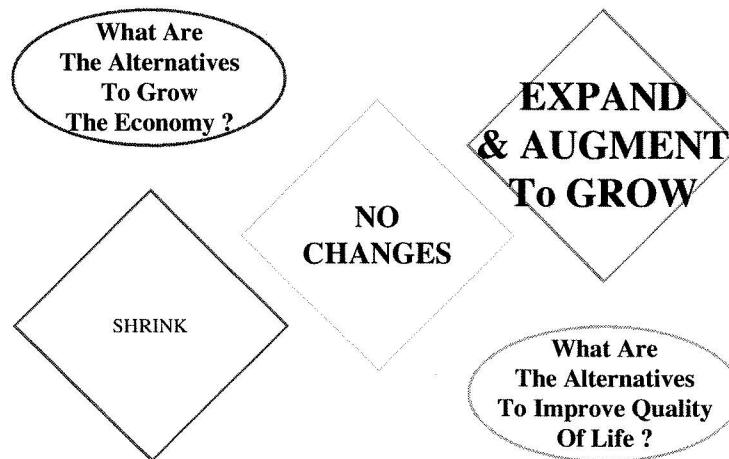 What Are
The Alternatives
To Grow
The Economy ?
EXPAND
& AUGMENT
To GROW
NO
CHANGES
SHRINK
What Are
The Alternatives
To Improve Quality
Of Life ?